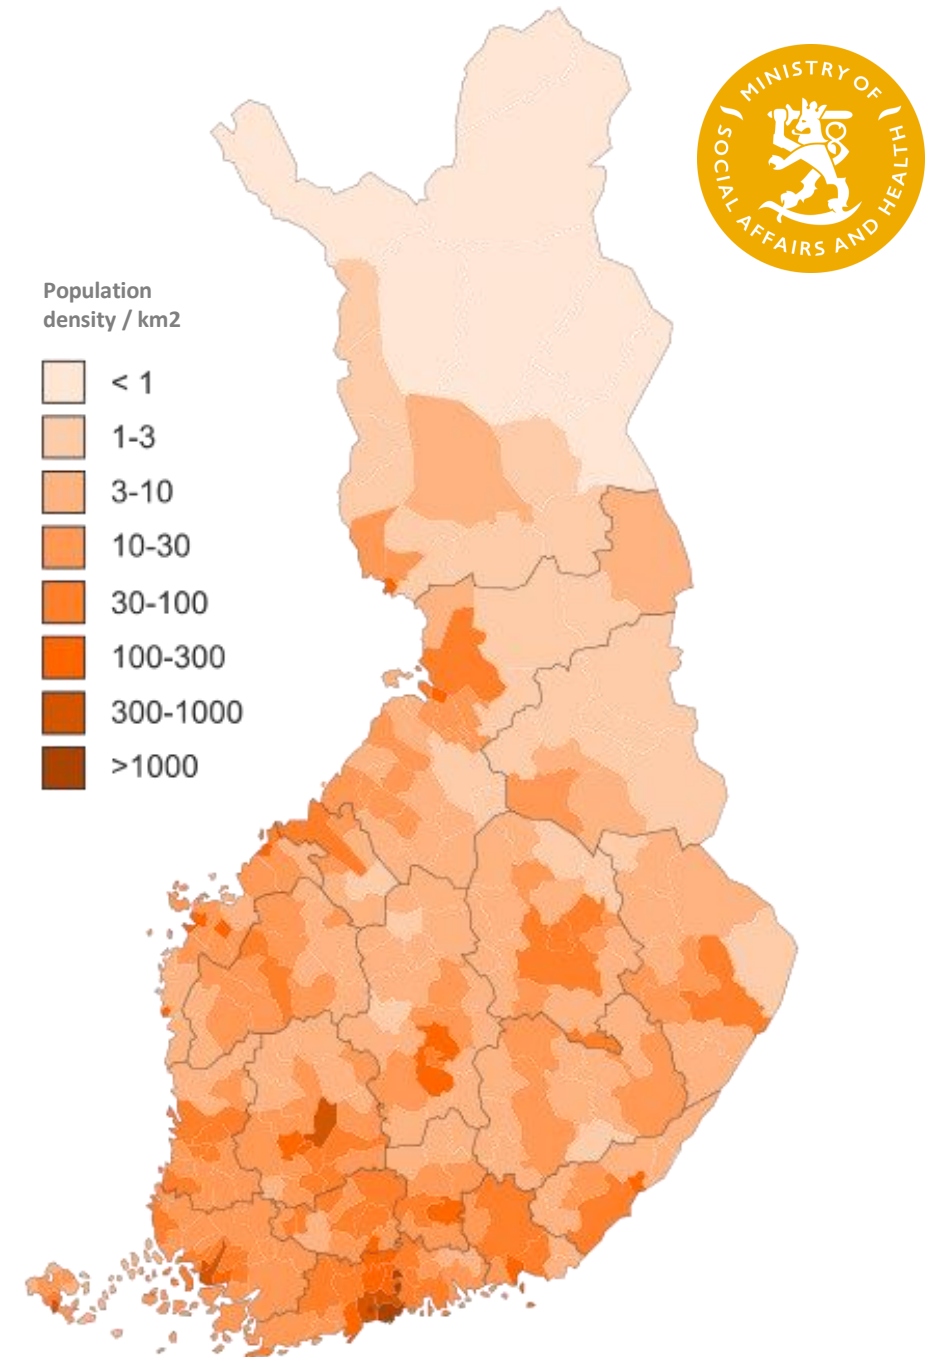 MINISTRY OF
SOCIAL AFFAIRS AND HEALTH
Population
density / km2
< 1
1-3
3-10
10-30
30-100
100-300
300-1000
>1000